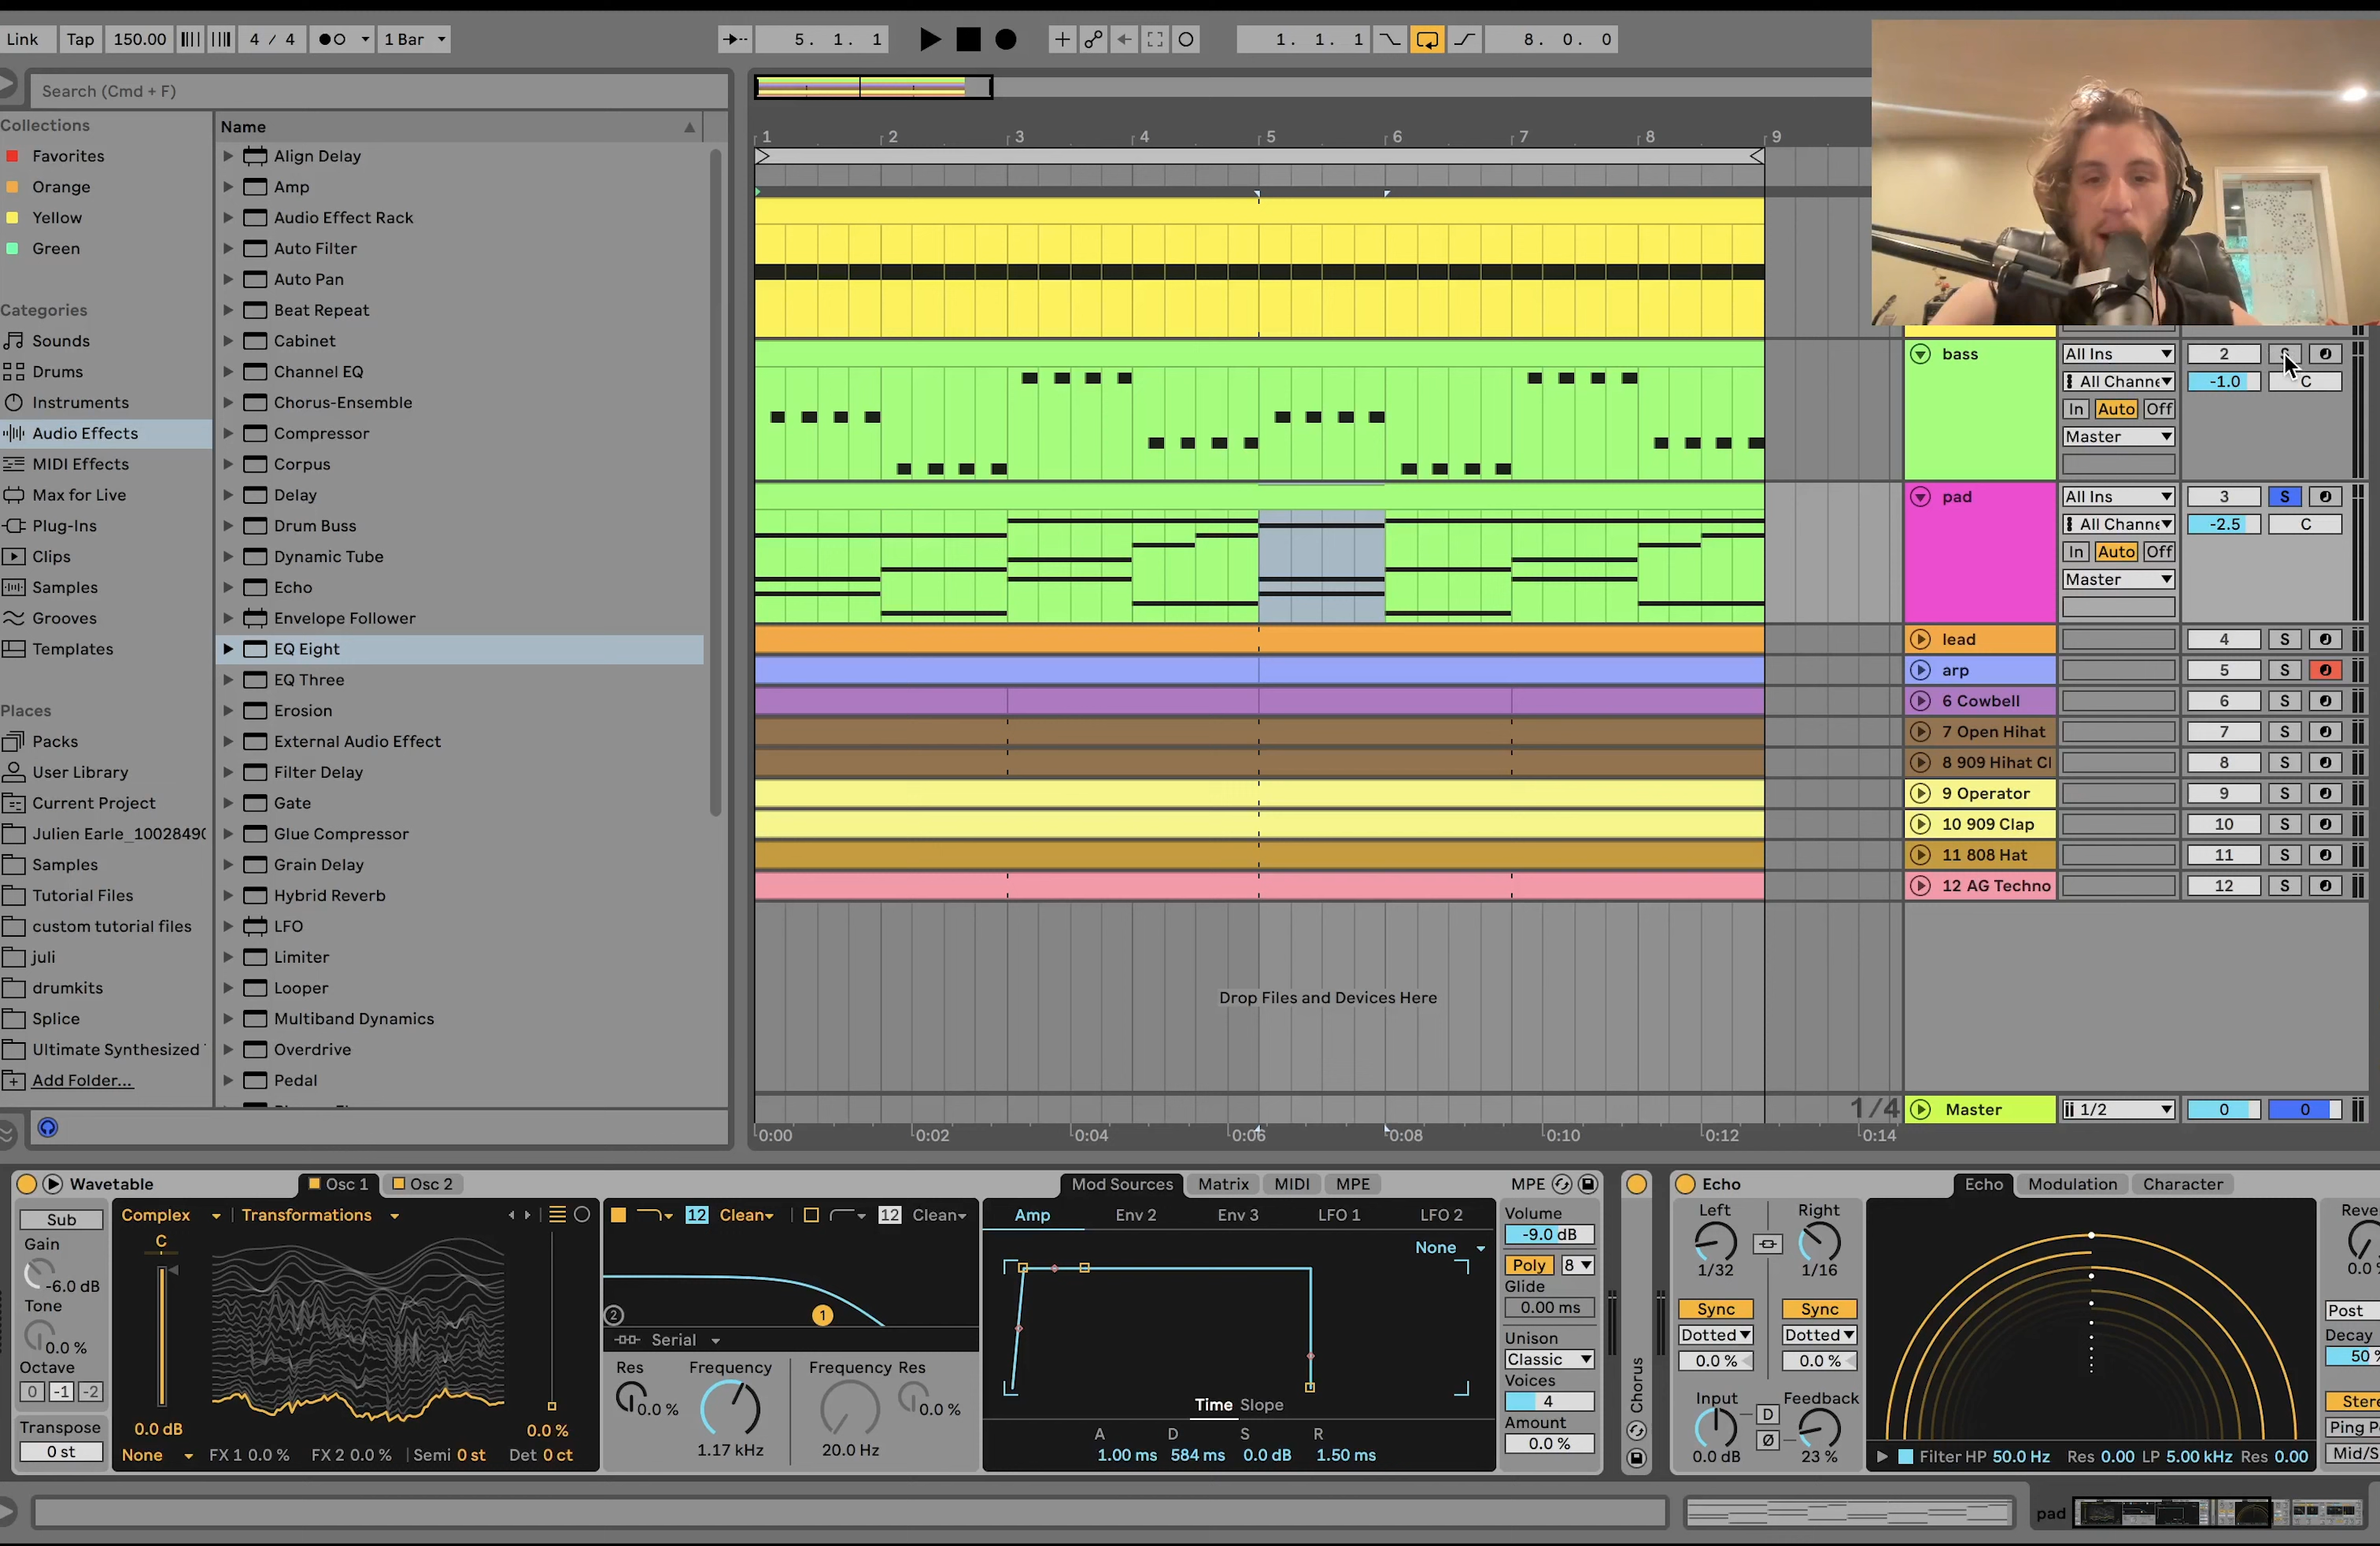 Link Tap 150.00 4 / 4 1 Bar 5. 1. 1 1. 1. 1 8. 0. 0
Search (Cmd + F)
Collections
Favorites
Orange
Yellow
Green
Categories
Sounds
Drums
Instruments
Audio Effects
MIDI Effects
Max for Live
Plug-Ins
Clips
Samples
Grooves
Templates
Places
Packs
User Library
Current Project
Julien Earle_1002849
Samples
Tutorial Files
custom tutorial files
juli
drumkits
Splice
Ultimate Synthesized
Add Folder...
Name
Align Delay
Amp
Audio Effect Rack
Auto Filter
Auto Pan
Beat Repeat
Cabinet
Channel EQ
Chorus-Ensemble
Compressor
Corpus
Delay
Drum Buss
Dynamic Tube
Echo
Envelope Follower
EQ Eight
EQ Three
Erosion
External Audio Effect
Filter Delay
Gate
Glue Compressor
Grain Delay
Hybrid Reverb
LFO
Limiter
Looper
Multiband Dynamics
Overdrive
Pedal
1 2 3 4 5 6 7 8 9
bass All Ins 2 S
All Channe -1.0 C
In Auto Off
Master
pad All Ins 3 S
All Channe -2.5 C
In Auto Off
Master
lead 4 S
arp 5 S
6 Cowbell 6 S
7 Open Hihat 7 S
8 909 Hihat Cl 8 S
9 Operator 9 S
10 909 Clap 10 S
11 808 Hat 11 S
12 AG Techno 12 S
Drop Files and Devices Here
1/4 Master 1/2 0 0
0:00 0:02 0:04 0:06 0:08 0:10 0:12 0:14
Wavetable Osc 1 Osc 2
Sub
Gain
-6.0 dB
Tone
0.0 %
Octave
0 -1 -2
Transpose
0 st
Complex Transformations
C
0.0 dB 0.0 %
None FX 1 0.0 % FX 2 0.0 % Semi 0 st Det 0 ct
12 Clean 12 Clean
2 1
Serial
Res Frequency Frequency Res
0.0 % 0.0 %
1.17 kHz 20.0 Hz
Mod Sources Matrix MIDI MPE MPE
Amp Env 2 Env 3 LFO 1 LFO 2
None
Time Slope
A D S R
1.00 ms 584 ms 0.0 dB 1.50 ms
Volume
-9.0 dB
Poly 8
Glide
0.00 ms
Unison
Classic
Voices
4
Amount
0.0 %
Chorus
Echo Echo Modulation Character
Left Right
1/32 1/16
Sync Sync
Dotted Dotted
0.0 % 0.0 %
Input D Feedback
0.0 dB Ø 23 %
Filter HP 50.0 Hz Res 0.00 LP 5.00 kHz Res 0.00
Reve
0.0
Post
Decay
50 %
Stere
Ping P
Mid/S
pad